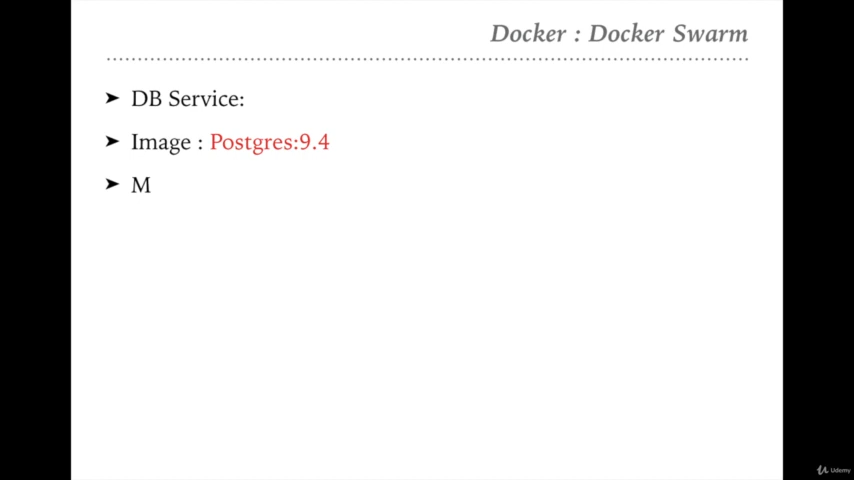 Docker : Docker Swarm
➤ DB Service:
➤ Image : Postgres:9.4
➤ M
Udemy